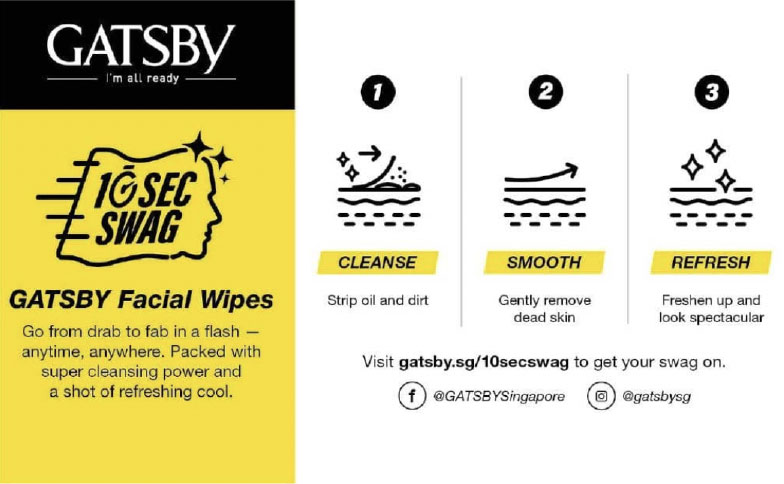 GATSBY
I'm all ready
10 SEC
SWAG
GATSBY Facial Wipes
Go from drab to fab in a flash —
anytime, anywhere. Packed with
super cleansing power and
a shot of refreshing cool.
1
CLEANSE
Strip oil and dirt
2
SMOOTH
Gently remove
dead skin
3
REFRESH
Freshen up and
look spectacular
Visit gatsby.sg/10secswag to get your swag on.
f @GATSBYSingapore @gatsbysg